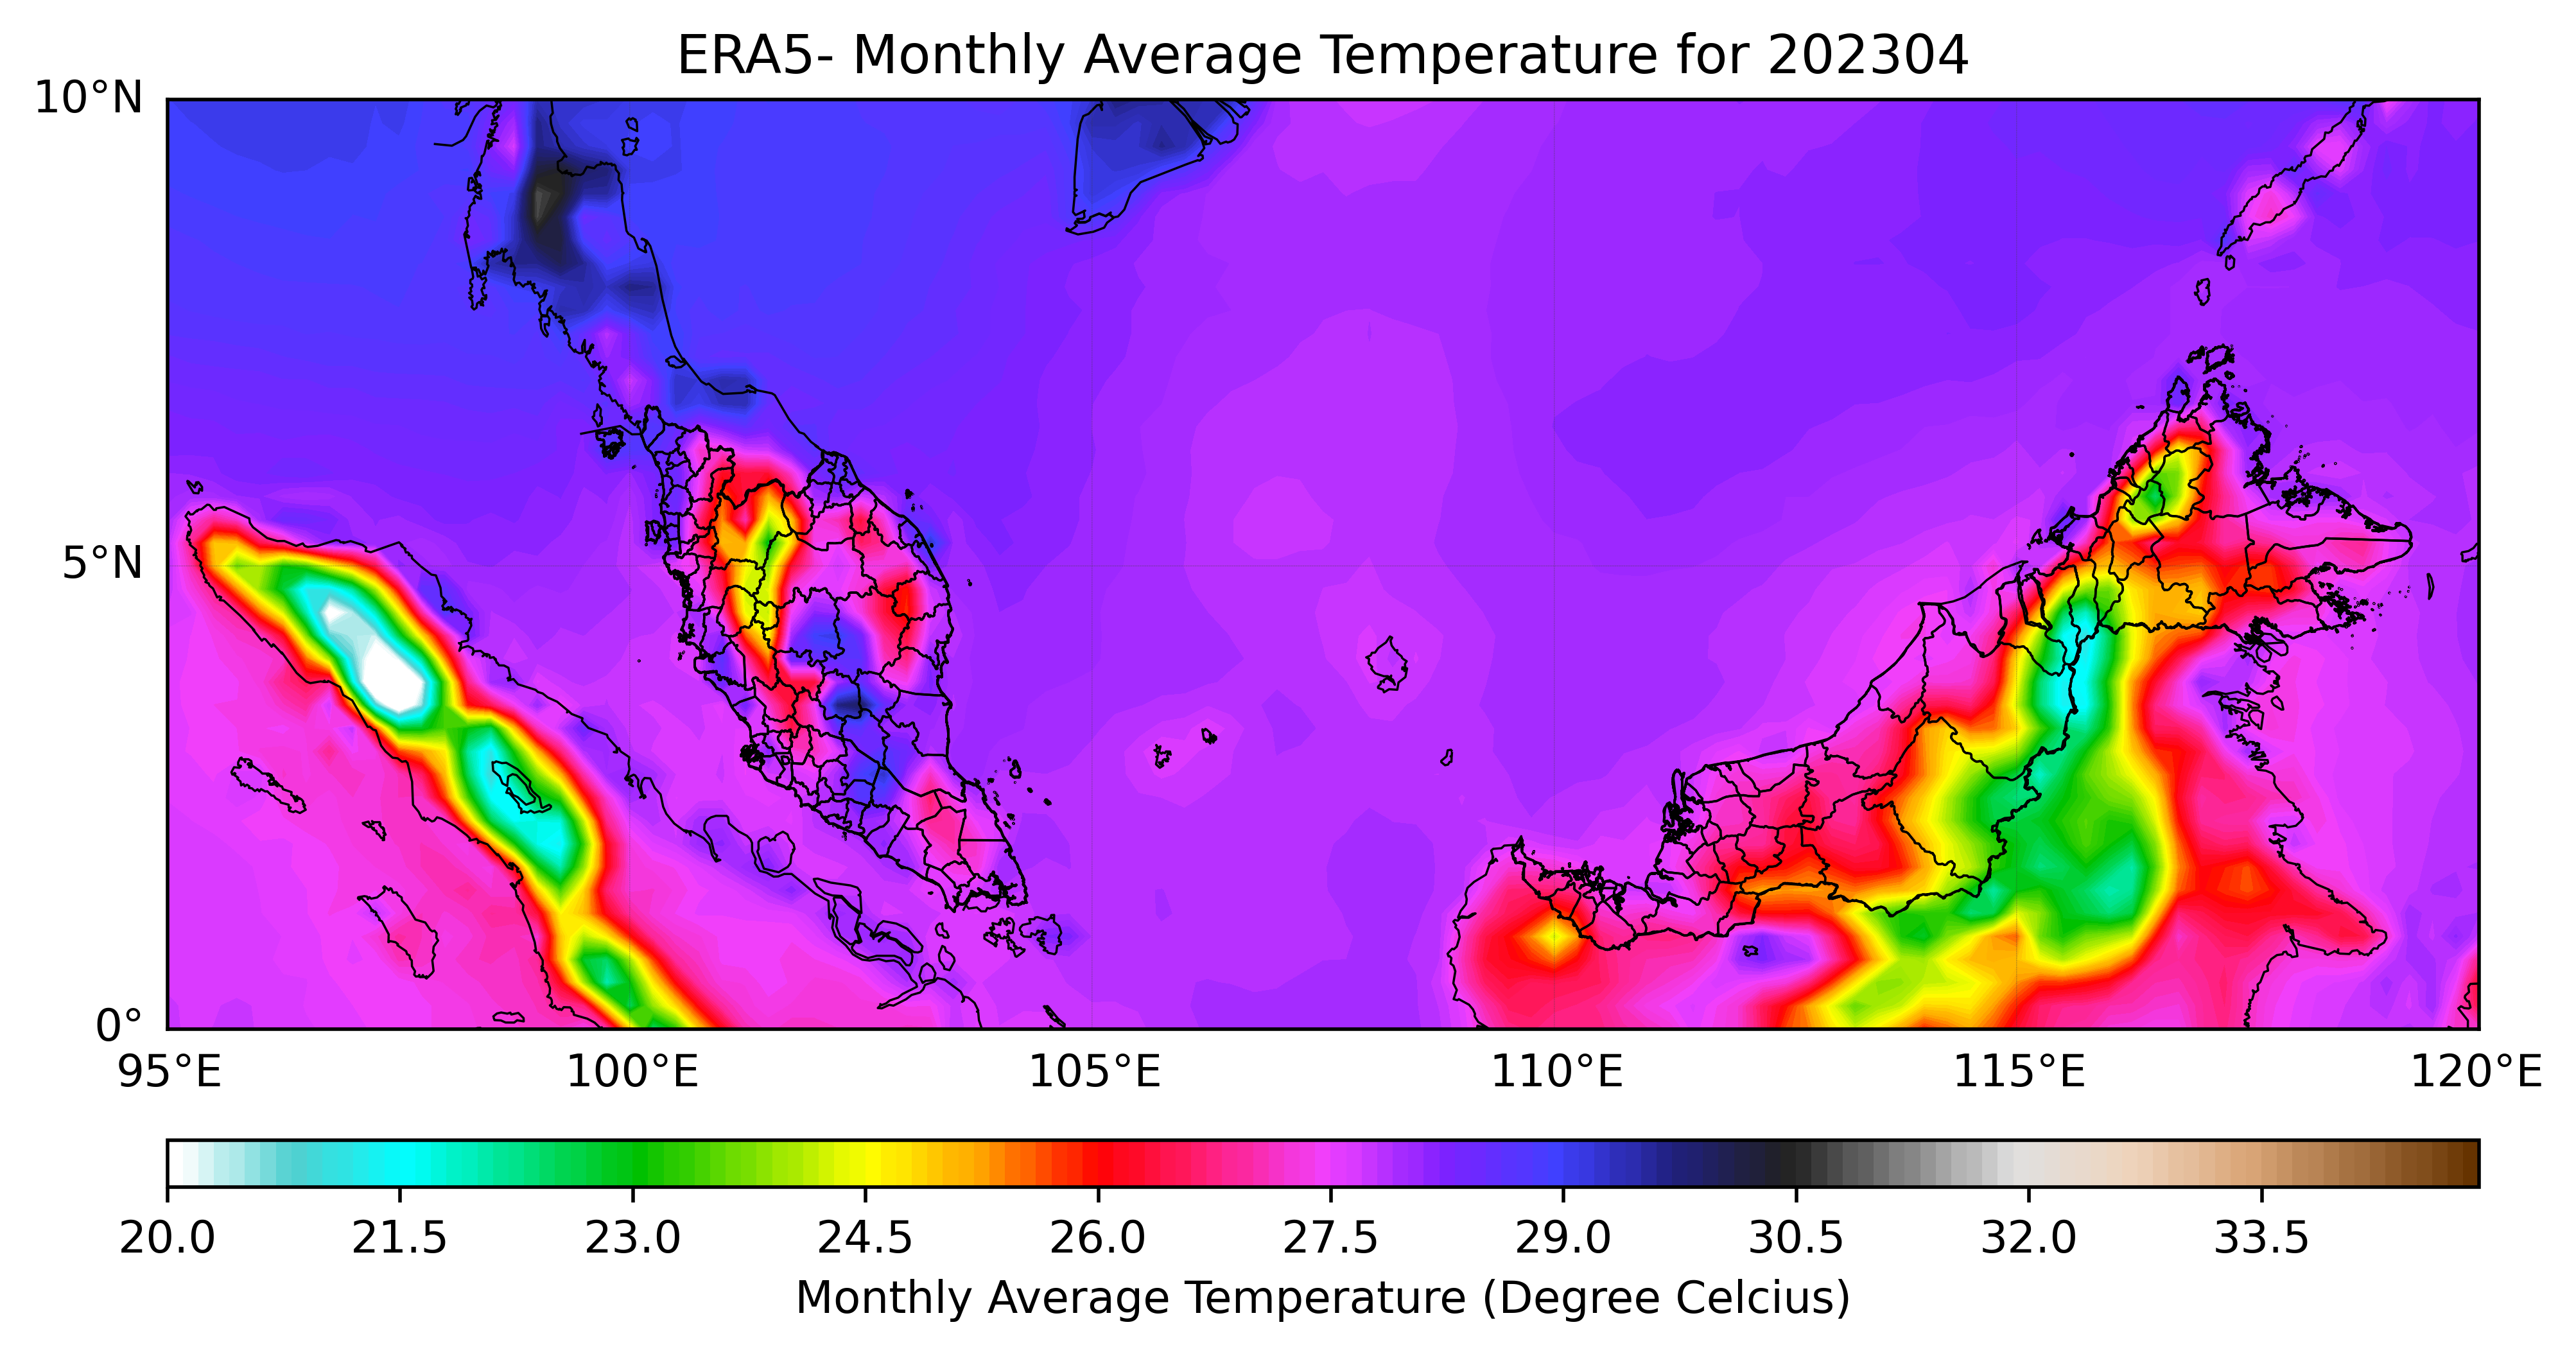 ERA5- Monthly Average Temperature for 202304
10°N
5°N
0°
95°E 100°E 105°E 110°E 115°E 120°E
20.0 21.5 23.0 24.5 26.0 27.5 29.0 30.5 32.0 33.5
Monthly Average Temperature (Degree Celcius)